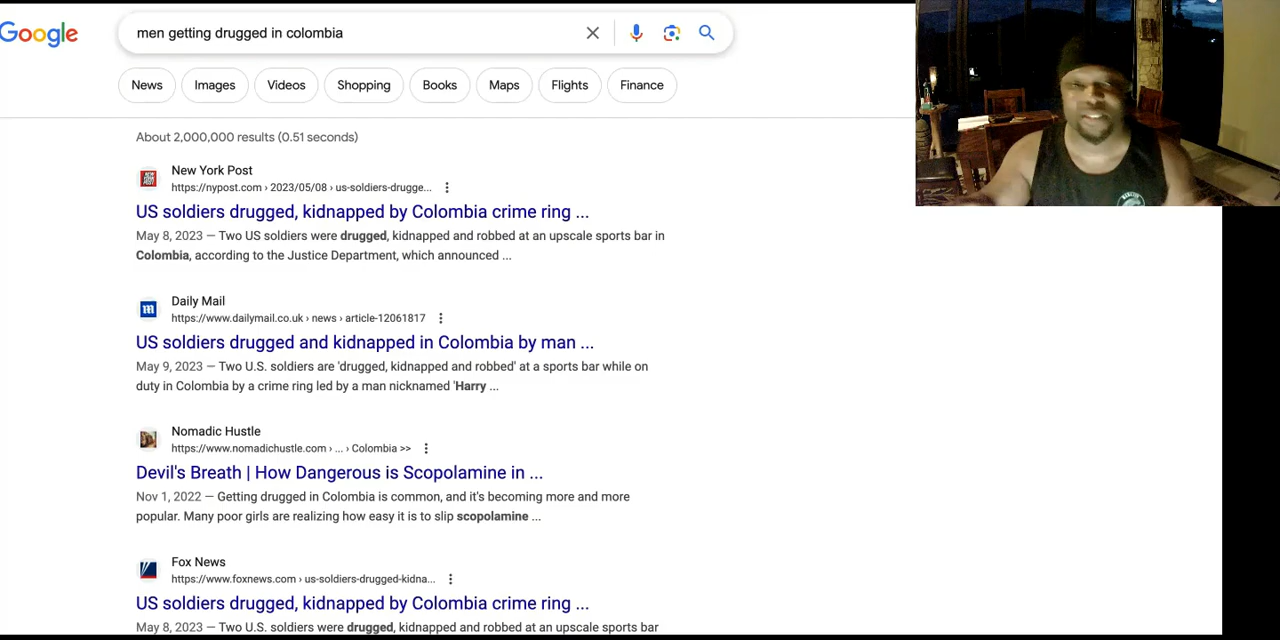 Google
men getting drugged in colombia
News
Images
Videos
Shopping
Books
Maps
Flights
Finance
About 2,000,000 results (0.51 seconds)
New York Post
https://nypost.com › 2023/05/08 › us-soldiers-drugge...
US soldiers drugged, kidnapped by Colombia crime ring ...
May 8, 2023 — Two US soldiers were drugged, kidnapped and robbed at an upscale sports bar in
Colombia, according to the Justice Department, which announced ...
Daily Mail
https://www.dailymail.co.uk › news › article-12061817
US soldiers drugged and kidnapped in Colombia by man ...
May 9, 2023 — Two U.S. soldiers are 'drugged, kidnapped and robbed' at a sports bar while on
duty in Colombia by a crime ring led by a man nicknamed 'Harry ...
Nomadic Hustle
https://www.nomadichustle.com › ... › Colombia >>
Devil's Breath | How Dangerous is Scopolamine in ...
Nov 1, 2022 — Getting drugged in Colombia is common, and it's becoming more and more
popular. Many poor girls are realizing how easy it is to slip scopolamine ...
Fox News
https://www.foxnews.com › us-soldiers-drugged-kidna...
US soldiers drugged, kidnapped by Colombia crime ring ...
May 8, 2023 — Two U.S. soldiers were drugged, kidnapped and robbed at an upscale sports bar